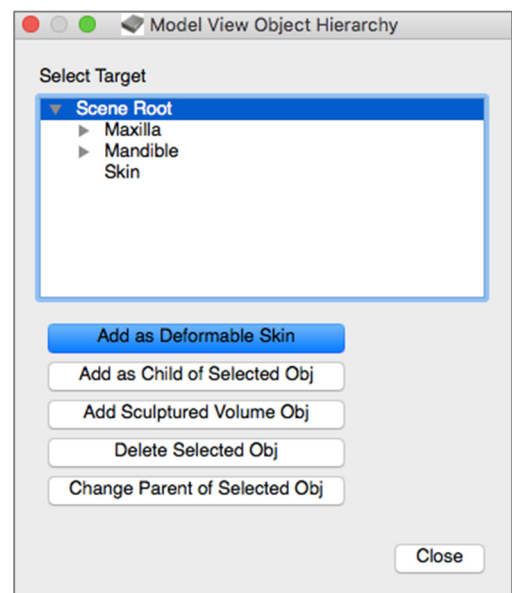 Model View Object Hierarchy
Select Target
Scene Root
Maxilla
Mandible
Skin
Add as Deformable Skin
Add as Child of Selected Obj
Add Sculptured Volume Obj
Delete Selected Obj
Change Parent of Selected Obj
Close